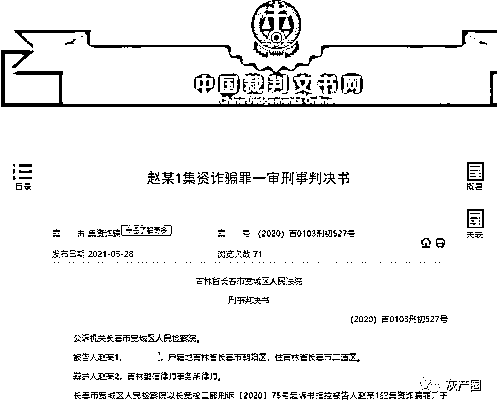 中国裁判文书网
China Judgements Online
目录
赵某1集资诈骗罪一审刑事判决书
概要
案 由 集资诈骗
案 号 (2020)吉0103刑初527号
发布日期 2021-05-28
浏览次数 71
关联
吉林省长春市宽城区人民法院
刑事判决书
(2020)吉0103刑初527号
公诉机关长春市宽城区人民检察院。
被告人赵某1, ,户籍地吉林省长春市朝阳区,住吉林省长春市二道区。
辩护人赵某2,吉林 律师事务所律师。
长春市宽城区人民检察院以长宽检二部刑诉〔2020〕75号起诉书指控被告人赵某1犯集资诈骗罪,于
灰产圈